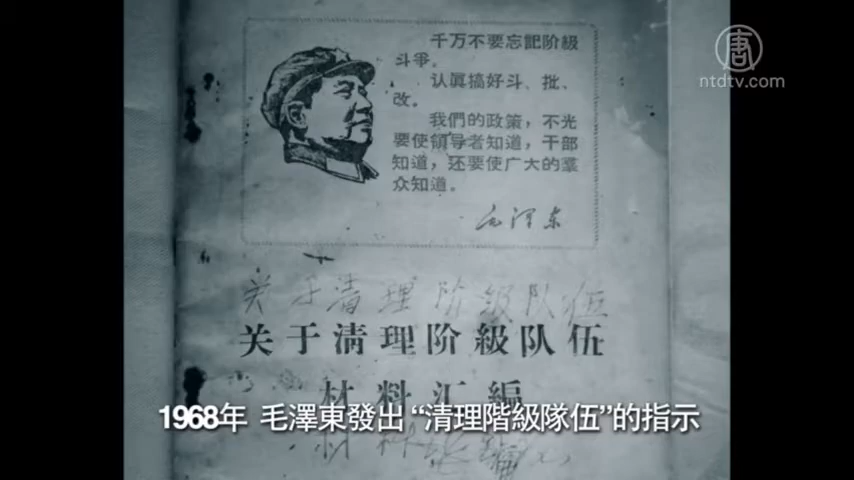 唐
ntdtv.com
千万不要忘記阶級
斗爭。
认眞搞好斗、批、
改。
我們的政策，不光
要使領导者知道，干部
知道，还要使广大的羣
众知道。
毛泽东
关于清理阶級队伍
关于清理阶級队伍
材料汇編
1968年 毛澤東發出“清理階級隊伍”的指示